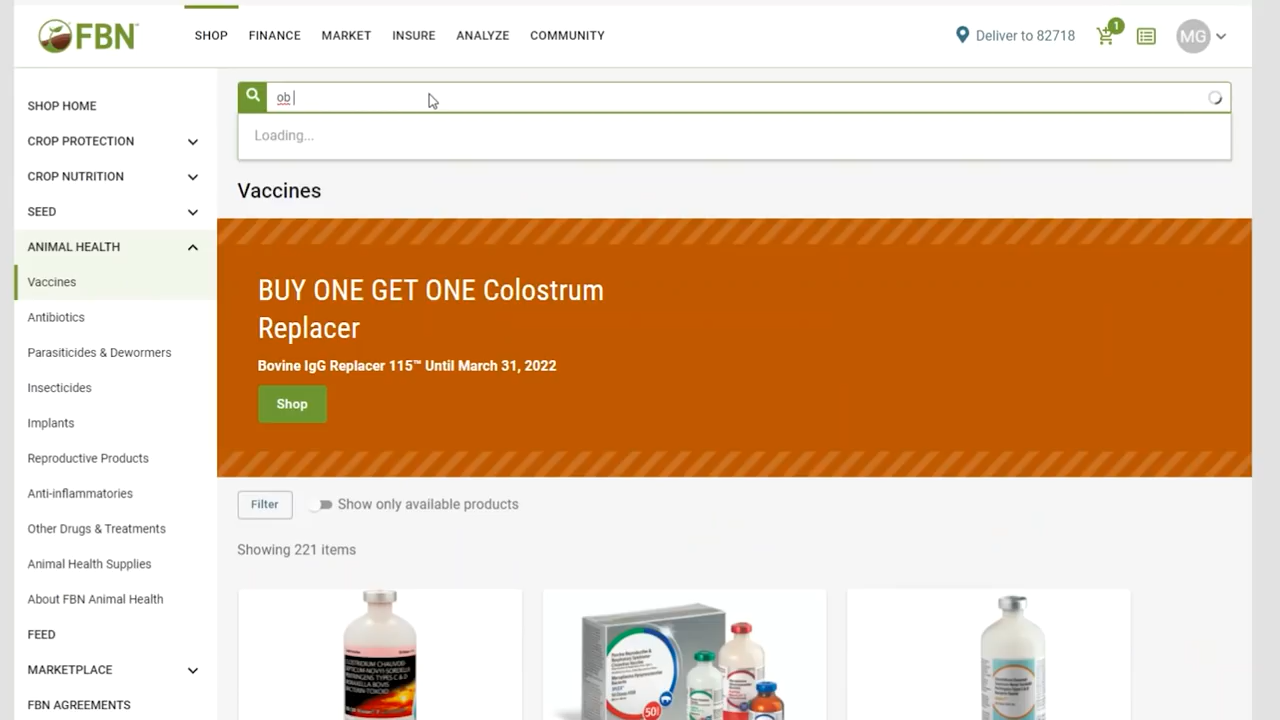 FBN
SHOP FINANCE MARKET INSURE ANALYZE COMMUNITY
Deliver to 82718
1
MG
SHOP HOME
CROP PROTECTION
CROP NUTRITION
SEED
ANIMAL HEALTH
Vaccines
Antibiotics
Parasiticides & Dewormers
Insecticides
Implants
Reproductive Products
Anti-inflammatories
Other Drugs & Treatments
Animal Health Supplies
About FBN Animal Health
FEED
MARKETPLACE
FBN AGREEMENTS
ob
Loading...
Vaccines
BUY ONE GET ONE Colostrum
Replacer
Bovine IgG Replacer 115™ Until March 31, 2022
Shop
Filter
Show only available products
Showing 221 items
50